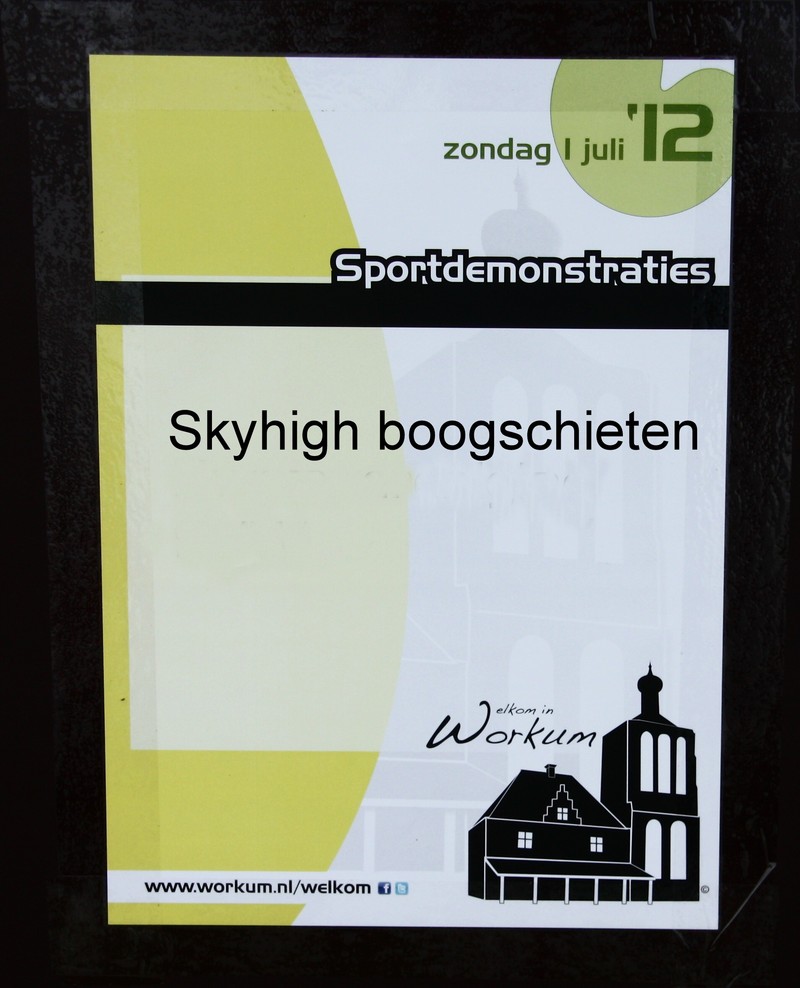 zondag 1 juli '12
Sportdemonstraties
Skyhigh boogschieten
Welkom in
Workum
www.workum.nl/welkom
©